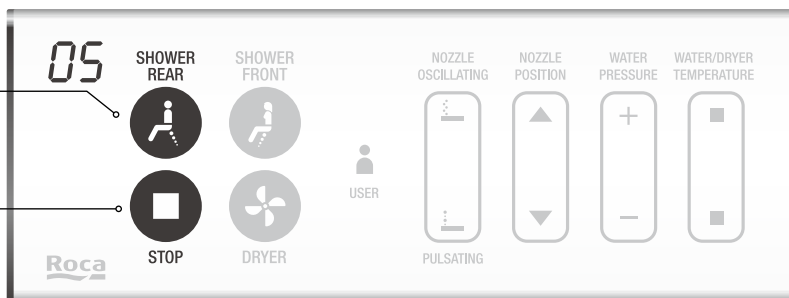 05
SHOWER
REAR
SHOWER
FRONT
NOZZLE
OSCILLATING
NOZZLE
POSITION
WATER
PRESSURE
WATER/DRYER
TEMPERATURE
USER
STOP
DRYER
PULSATING
Roca